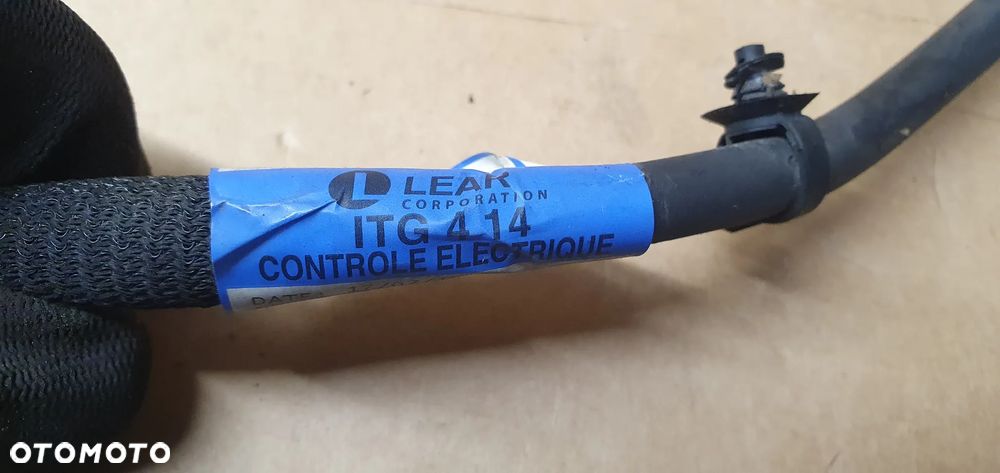 LEAR
CORPORATION
ITG 4 14
CONTROLE ELECTRIQUE
DATE
OTOMOTO